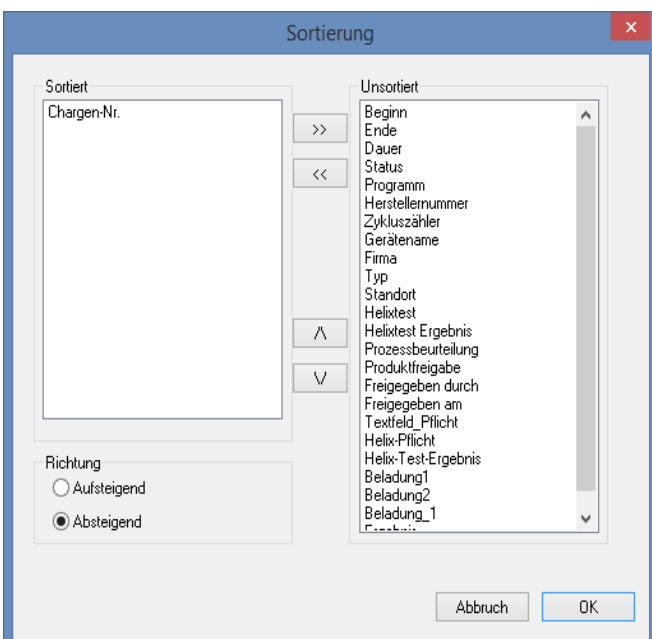 Sortierung
x
Sortiert
Chargen-Nr.
>>
<<
/\
\/
Richtung
Aufsteigend
Absteigend
Unsortiert
Beginn
Ende
Dauer
Status
Programm
Herstellernummer
Zykluszähler
Gerätename
Firma
Typ
Standort
Helixtest
Helixtest Ergebnis
Prozessbeurteilung
Produktfreigabe
Freigegeben durch
Freigegeben am
Textfeld_Pflicht
Helix-Pflicht
Helix-Test-Ergebnis
Beladung1
Beladung2
Beladung_1
Abbruch
OK